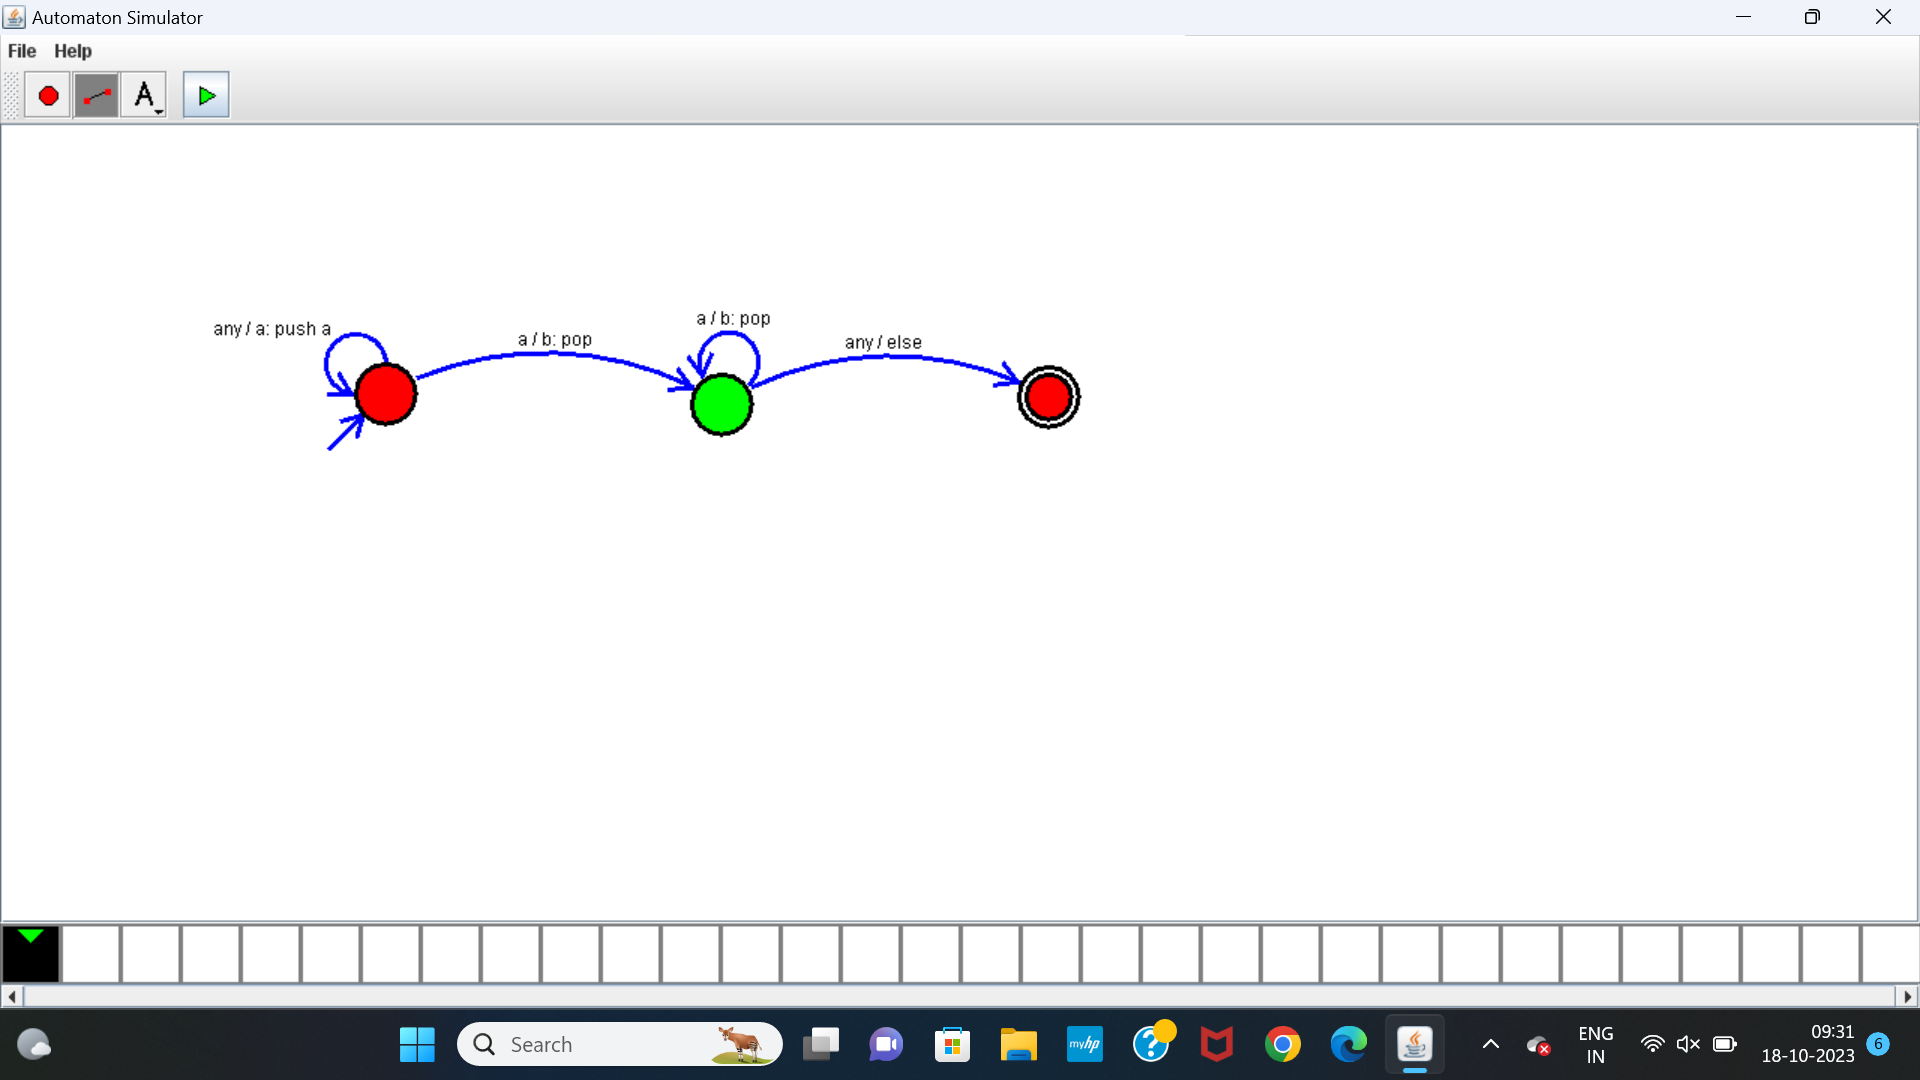 Automaton Simulator
File Help
A
any / a: push a
a / b: pop
a / b: pop
any / else
Search
myhp
?
ENG
IN
09:31
18-10-2023
6